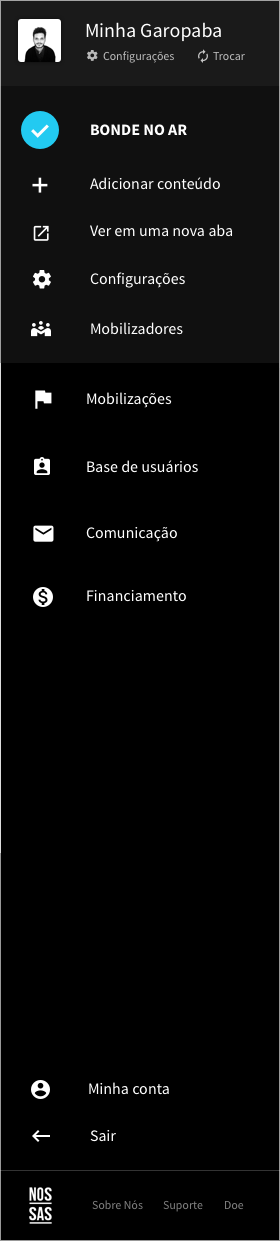 Minha Garopaba
Configurações Trocar
BONDE NO AR
Adicionar conteúdo
Ver em uma nova aba
Configurações
Mobilizadores
Mobilizações
Base de usuários
Comunicação
Financiamento
Minha conta
Sair
NOS
SAS
Sobre Nós Suporte Doe